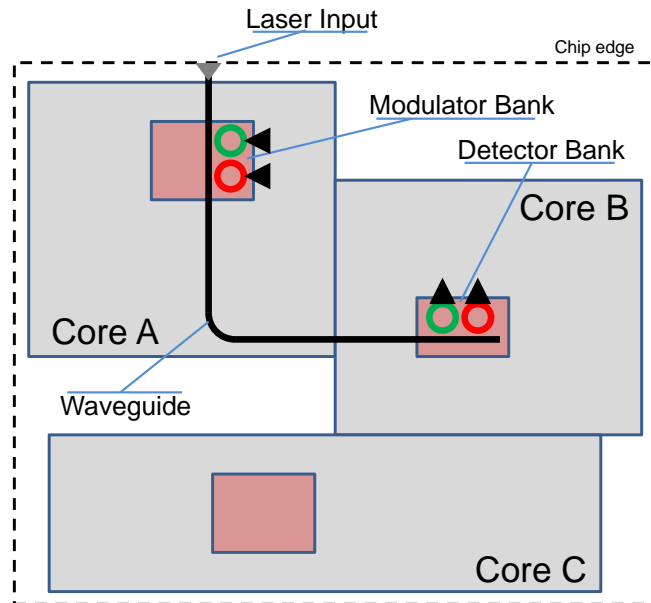 Laser Input
Chip edge
Modulator Bank
Detector Bank
Core B
Core A
Waveguide
Core C